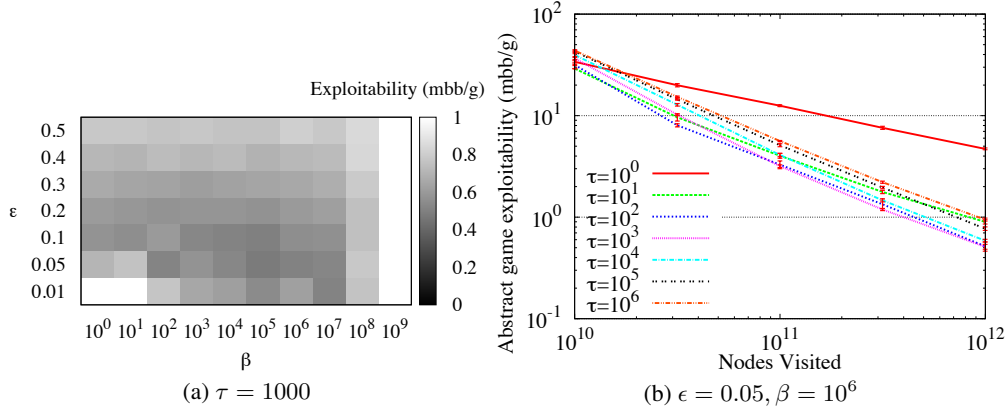 Exploitability (mbb/g)
0.5
0.4
0.3
0.2
0.1
0.05
0.01
ε
10^0 10^1 10^2 10^3 10^4 10^5 10^6 10^7 10^8 10^9
β
1
0.8
0.6
0.4
0.2
0
(a) τ = 1000
Abstract game exploitability (mbb/g)
10^2
10^1
10^0
10^-1
τ=10^0
τ=10^1
τ=10^2
τ=10^3
τ=10^4
τ=10^5
τ=10^6
10^10 10^11 10^12
Nodes Visited
(b) ϵ = 0.05, β = 10^6